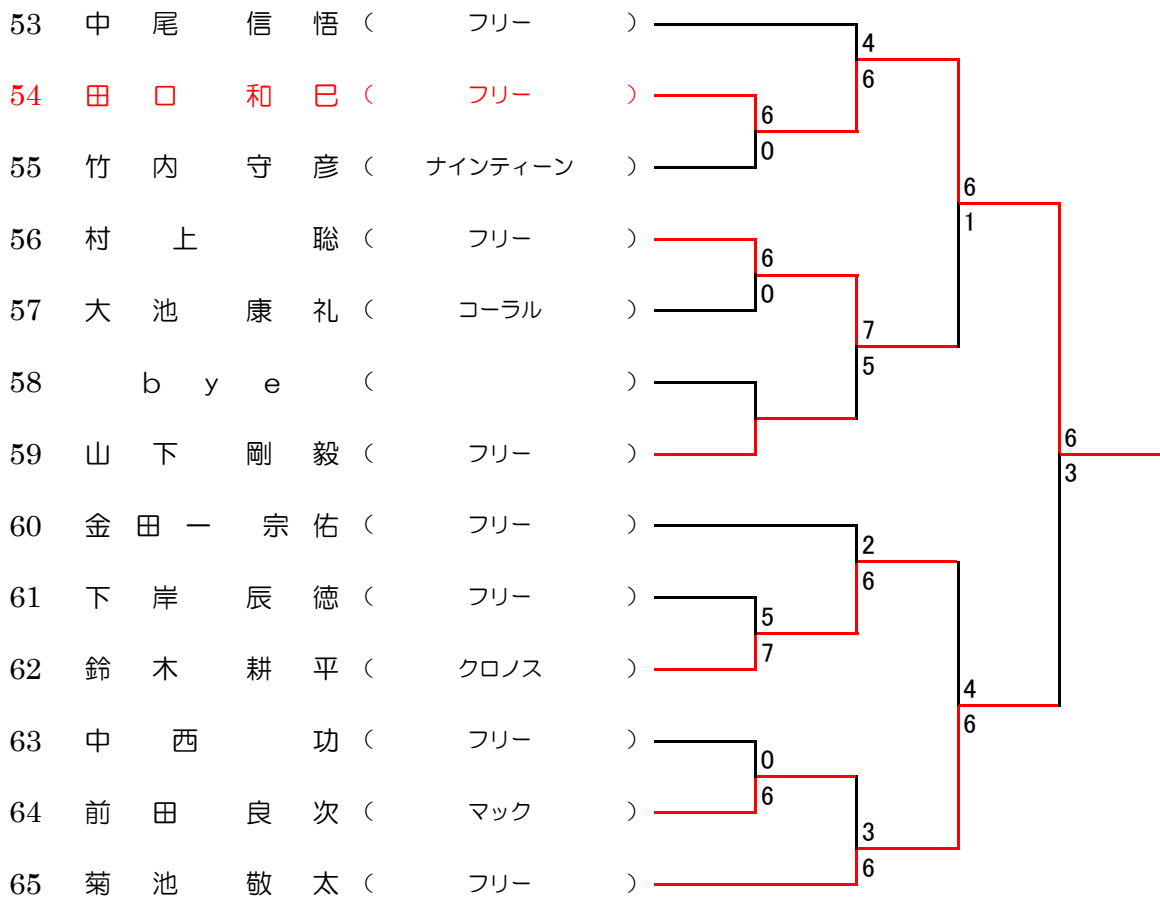 53 中尾 信悟 ( フリー ) 4
54 田口 和巳 ( フリー ) 6 6
55 竹内 守彦 ( ナインティーン ) 0 6
56 村上 聡 ( フリー ) 6 1
57 大池 康礼 ( コーラル ) 0 7
58 bye ( ) 5
59 山下 剛毅 ( フリー ) 6 3
60 金田一 宗佑 ( フリー ) 2
61 下岸 辰徳 ( フリー ) 5 6
62 鈴木 耕平 ( クロノス ) 7 4
63 中西 功 ( フリー ) 0 6
64 前田 良次 ( マック ) 6 3
65 菊池 敬太 ( フリー ) 6